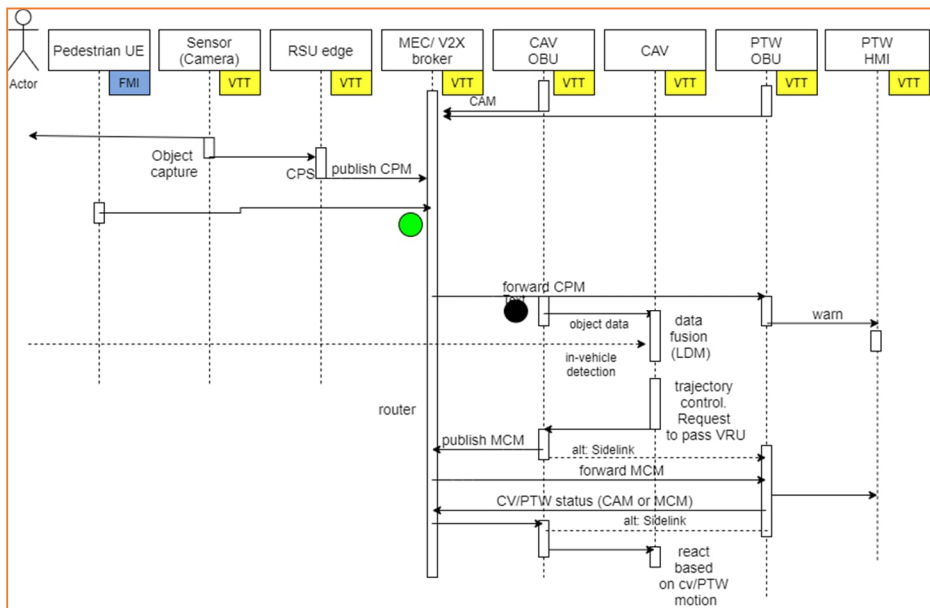 Actor
Pedestrian UE
FMI
Sensor
(Camera)
VTT
RSU edge
VTT
MEC/ V2X
broker
VTT
CAV
OBU
VTT
CAV
VTT
PTW
OBU
VTT
PTW
HMI
VTT
CAM
Object
capture
CPS
publish CPM
forward CPM
object data
data
fusion
(LDM)
warn
in-vehicle
detection
router
trajectory
control.
Request
to pass VRU
publish MCM
alt: Sidelink
forward MCM
CV/PTW status (CAM or MCM)
alt: Sidelink
react
based
on cv/PTW
motion